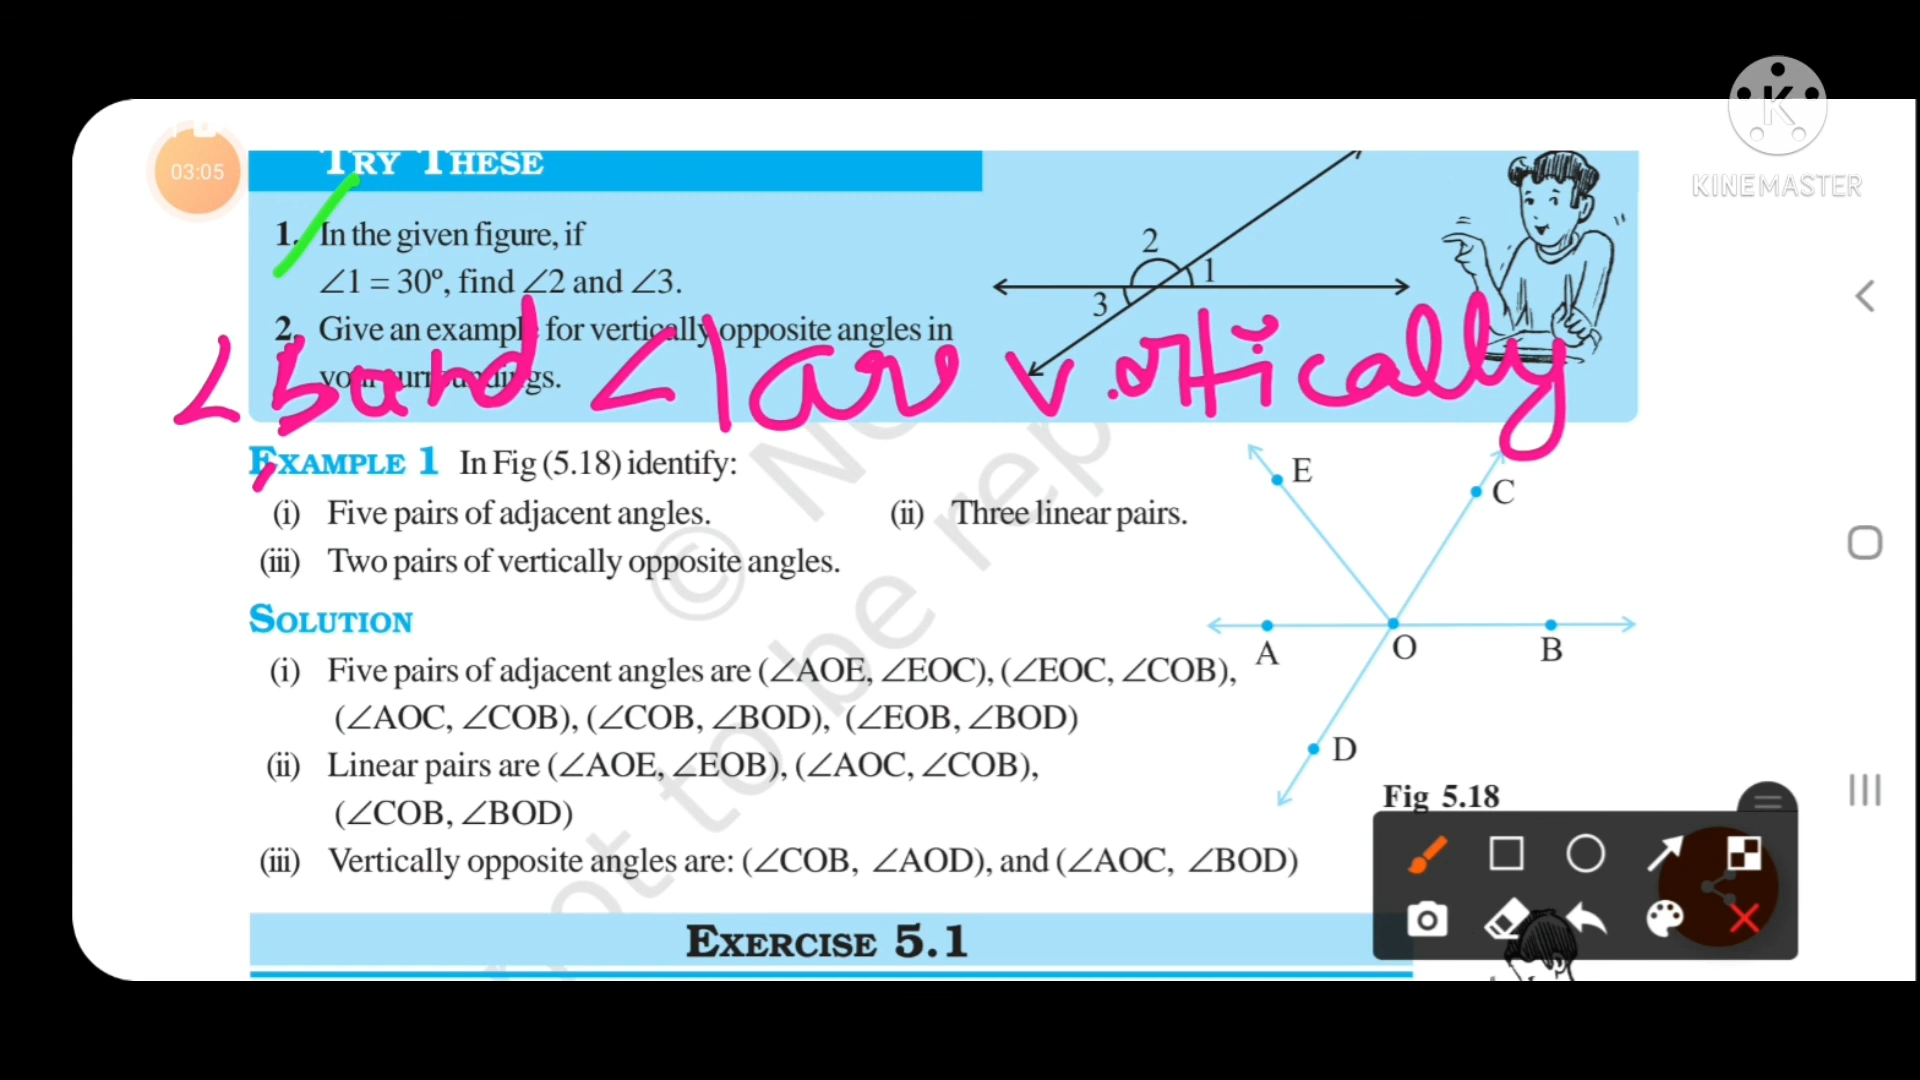 KINEMASTER
03:05
TRY THESE
1. In the given figure, if
∠1 = 30º, find ∠2 and ∠3.
2. Give an example for vertically opposite angles in
your surroundings.
2
1
3
∠3 and ∠1 are vertically
EXAMPLE 1 In Fig (5.18) identify:
(i) Five pairs of adjacent angles. (ii) Three linear pairs.
(iii) Two pairs of vertically opposite angles.
E
C
A
O
B
D
Fig 5.18
SOLUTION
(i) Five pairs of adjacent angles are (∠AOE, ∠EOC), (∠EOC, ∠COB),
(∠AOC, ∠COB), (∠COB, ∠BOD), (∠EOB, ∠BOD)
(ii) Linear pairs are (∠AOE, ∠EOB), (∠AOC, ∠COB),
(∠COB, ∠BOD)
(iii) Vertically opposite angles are: (∠COB, ∠AOD), and (∠AOC, ∠BOD)
EXERCISE 5.1